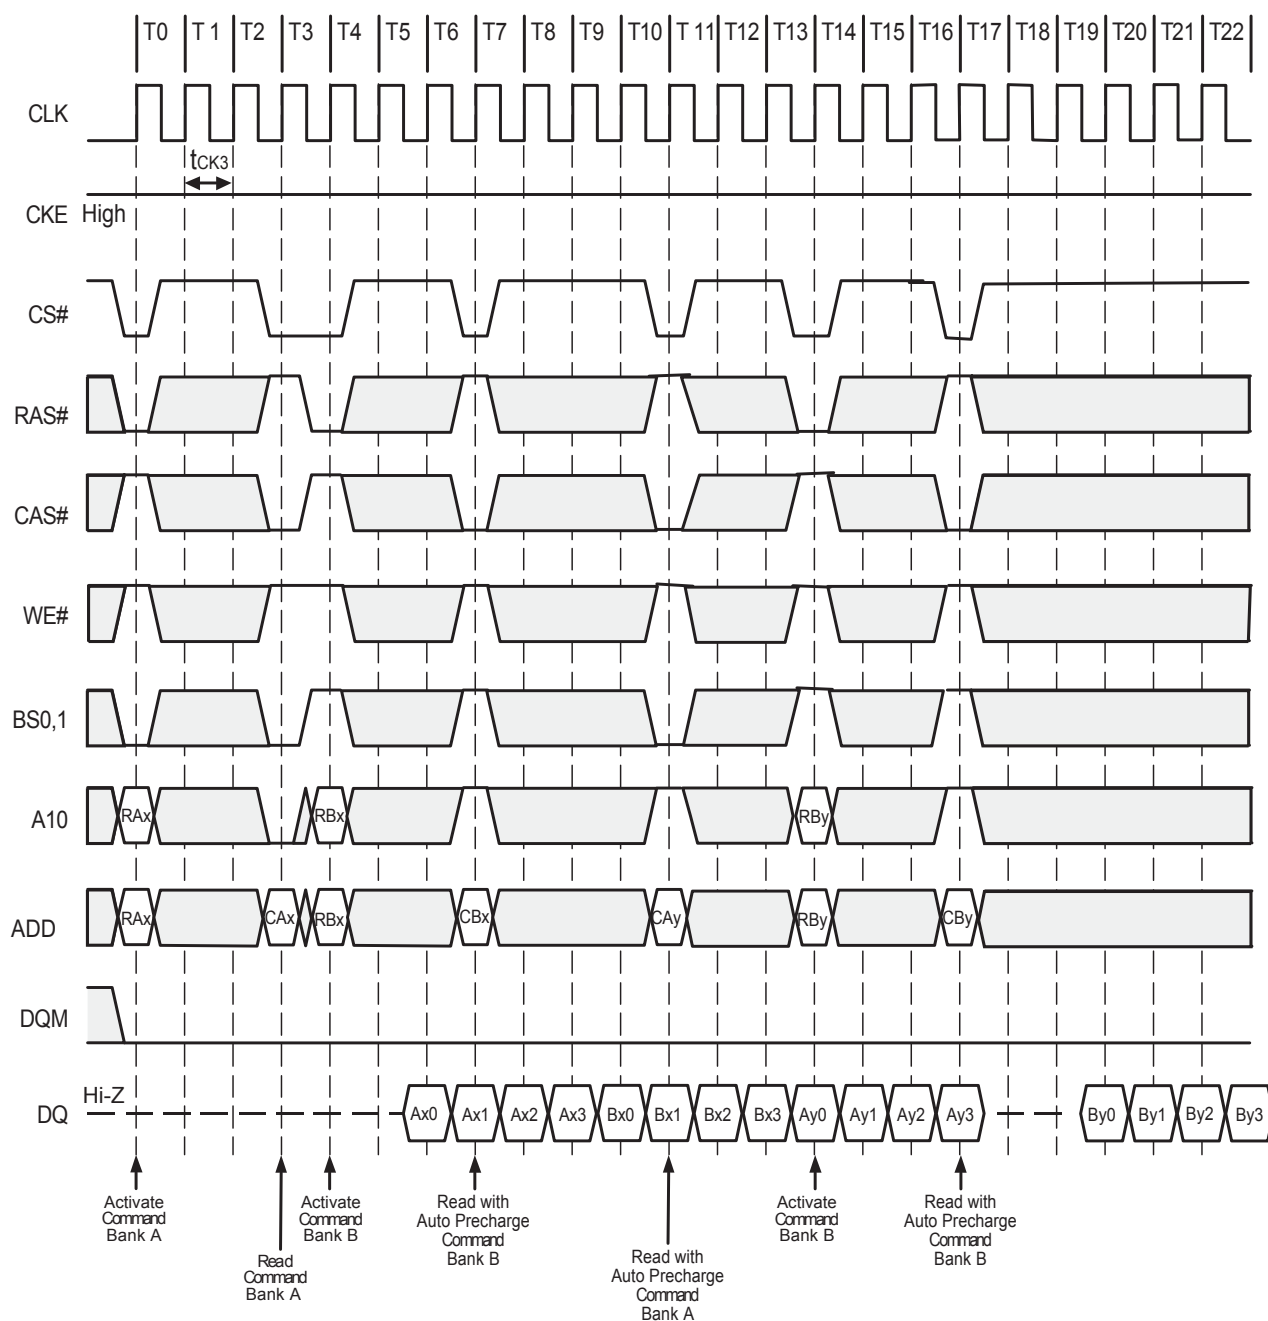 T0 T 1 T2 T3 T4 T5 T6 T7 T8 T9 T10 T 11 T12 T13 T14 T15 T16 T17 T18 T19 T20 T21 T22
CLK
tCK3
CKE High
CS#
RAS#
CAS#
WE#
BS0,1
A10 RAx RBx RBy
ADD RAx CAx RBx CBx CAy RBy CBy
DQM
Hi-Z
DQ Ax0 Ax1 Ax2 Ax3 Bx0 Bx1 Bx2 Bx3 Ay0 Ay1 Ay2 Ay3 By0 By1 By2 By3
Activate
Command
Bank A
Read
Command
Bank A
Activate
Command
Bank B
Read with
Auto Precharge
Command
Bank B
Read with
Auto Precharge
Command
Bank A
Activate
Command
Bank B
Read with
Auto Precharge
Command
Bank B